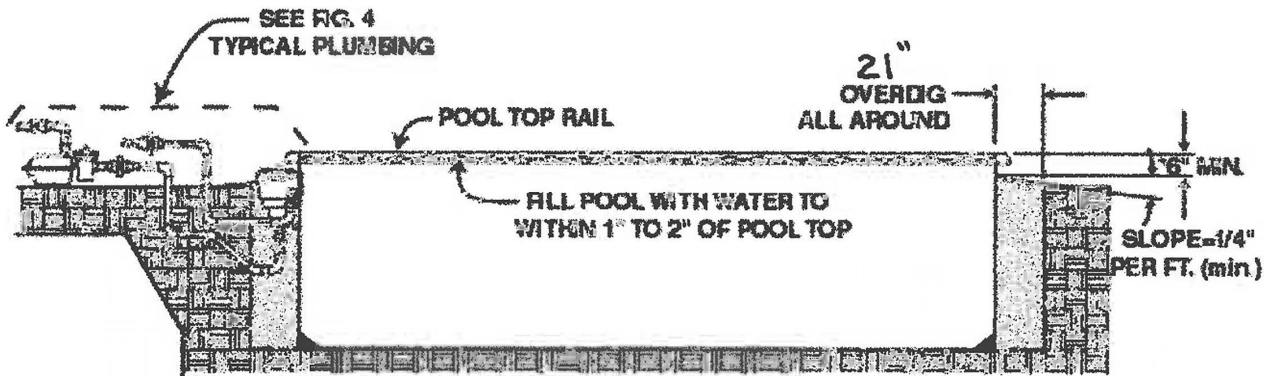 SEE FIG. 4
TYPICAL PLUMBING
POOL TOP RAIL
21"
OVERDIG
ALL AROUND
6" MIN.
FILL POOL WITH WATER TO
WITHIN 1" TO 2" OF POOL TOP
SLOPE=1/4"
PER FT. (min.)